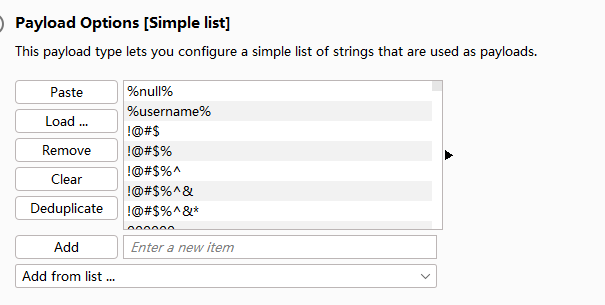 Payload Options [Simple list]
This payload type lets you configure a simple list of strings that are used as payloads.
Paste
Load ...
Remove
Clear
Deduplicate
%null%
%username%
!@#$
!@#$%
!@#$%^
!@#$%^&
!@#$%^&*
Add
Enter a new item
Add from list ...